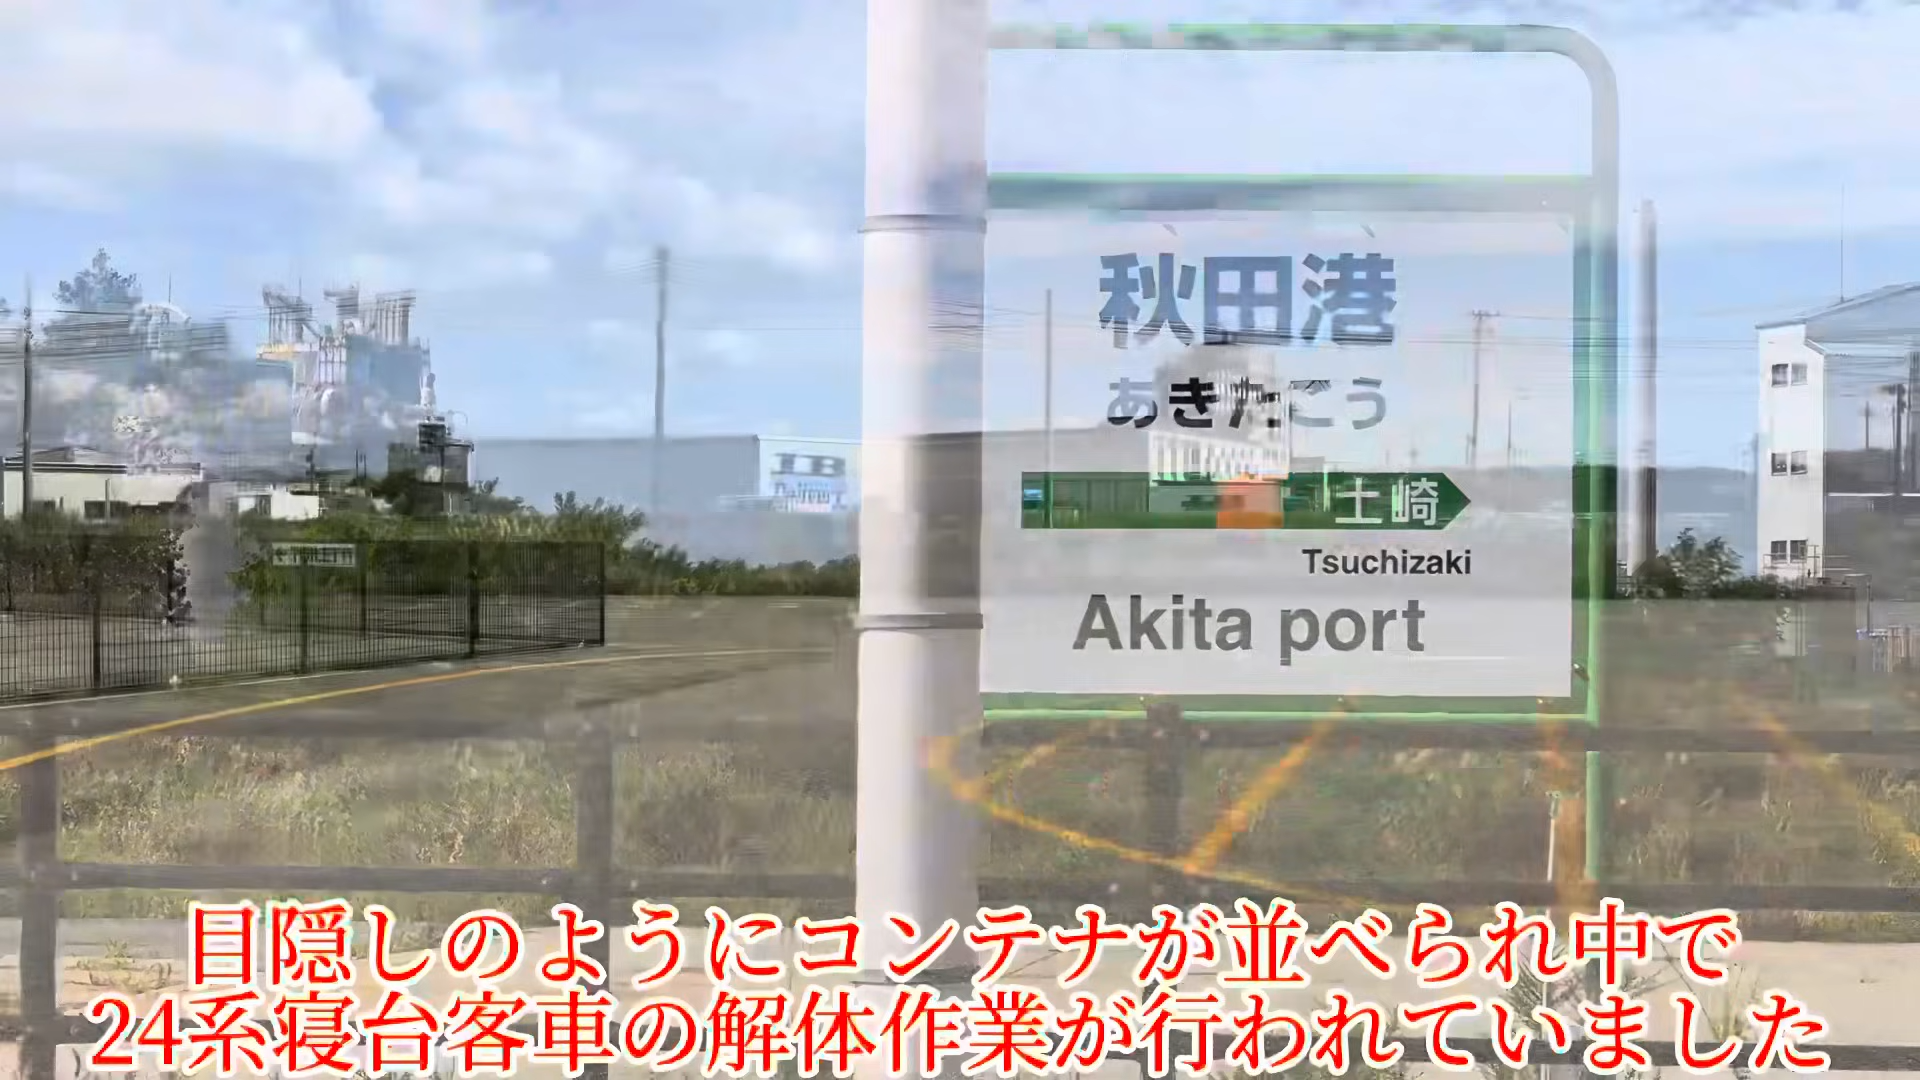 秋田港
あきたこう
土崎
Tsuchizaki
Akita port
目隠しのようにコンテナが並べられ中で
24系寝台客車の解体作業が行われていました